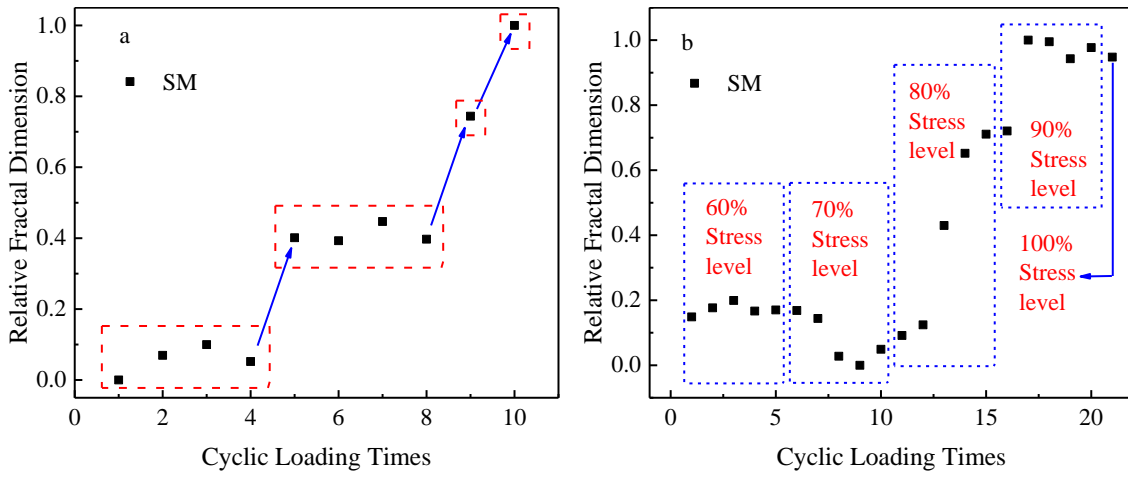 a
SM
1.0
0.8
0.6
0.4
0.2
0.0
Relative Fractal Dimension
0
2
4
6
8
10
Cyclic Loading Times
b
SM
1.0
0.8
0.6
0.4
0.2
0.0
Relative Fractal Dimension
60%
Stress
level
70%
Stress
level
80%
Stress
level
90%
Stress
level
100%
Stress
level
0
5
10
15
20
Cyclic Loading Times